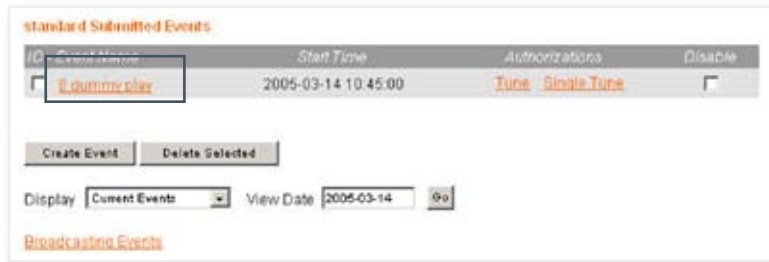 standard Submitted Events
ID - Event Name Start Time Authorizations Disable
8 dummy play 2005-03-14 10:45:00 Tune Single Tune
Create Event Delete Selected
Display Current Events View Date 2005-03-14 Go
Broadcasting Events